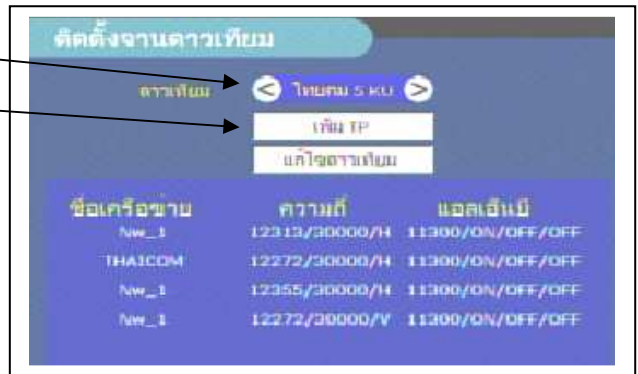 ติดตั้งจานดาวเทียม
ดาวเทียม < ไทยคม 5 KU >
เพิ่ม TP
แก้ไขดาวเทียม
ชื่อเครือข่าย ความถี่ แอลเอ็นบี
Nw_1 12313/30000/H 11300/ON/OFF/OFF
THAICOM 12272/30000/H 11300/ON/OFF/OFF
Nw_1 12355/30000/H 11300/ON/OFF/OFF
Nw_1 12272/30000/V 11300/ON/OFF/OFF